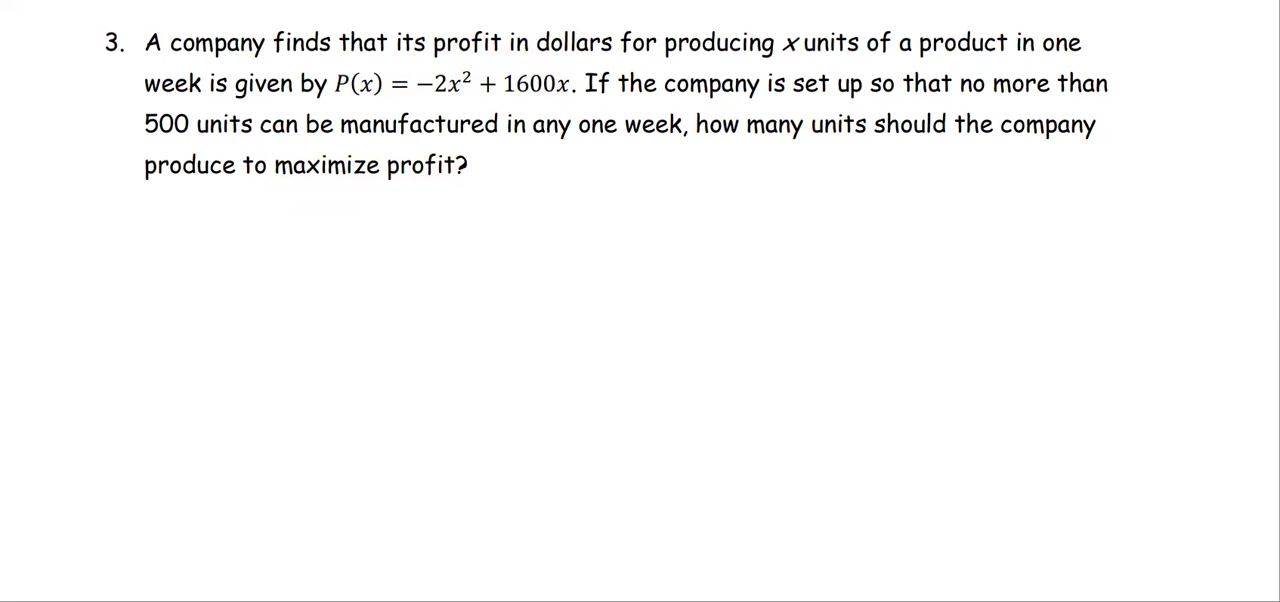 3. A company finds that its profit in dollars for producing x units of a product in one
week is given by P(x) = −2x² + 1600x. If the company is set up so that no more than
500 units can be manufactured in any one week, how many units should the company
produce to maximize profit?